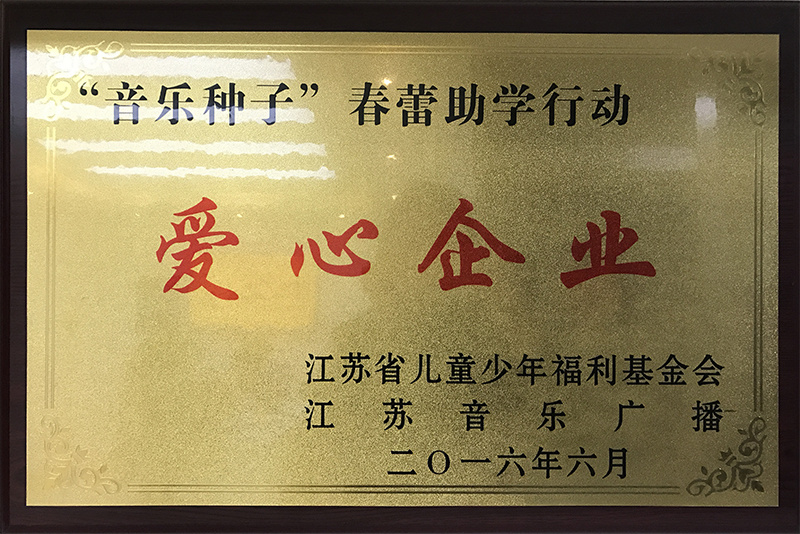 “音乐种子”春蕾助学行动
爱心企业
江苏省儿童少年福利基金会
江苏音乐广播
二〇一六年六月